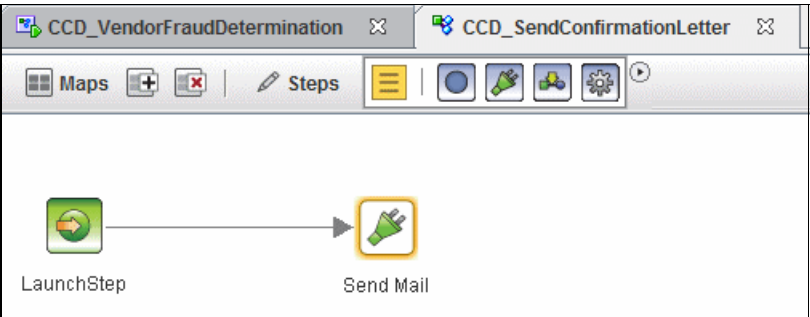 CCD_VendorFraudDetermination CCD_SendConfirmationLetter
Maps Steps
LaunchStep Send Mail